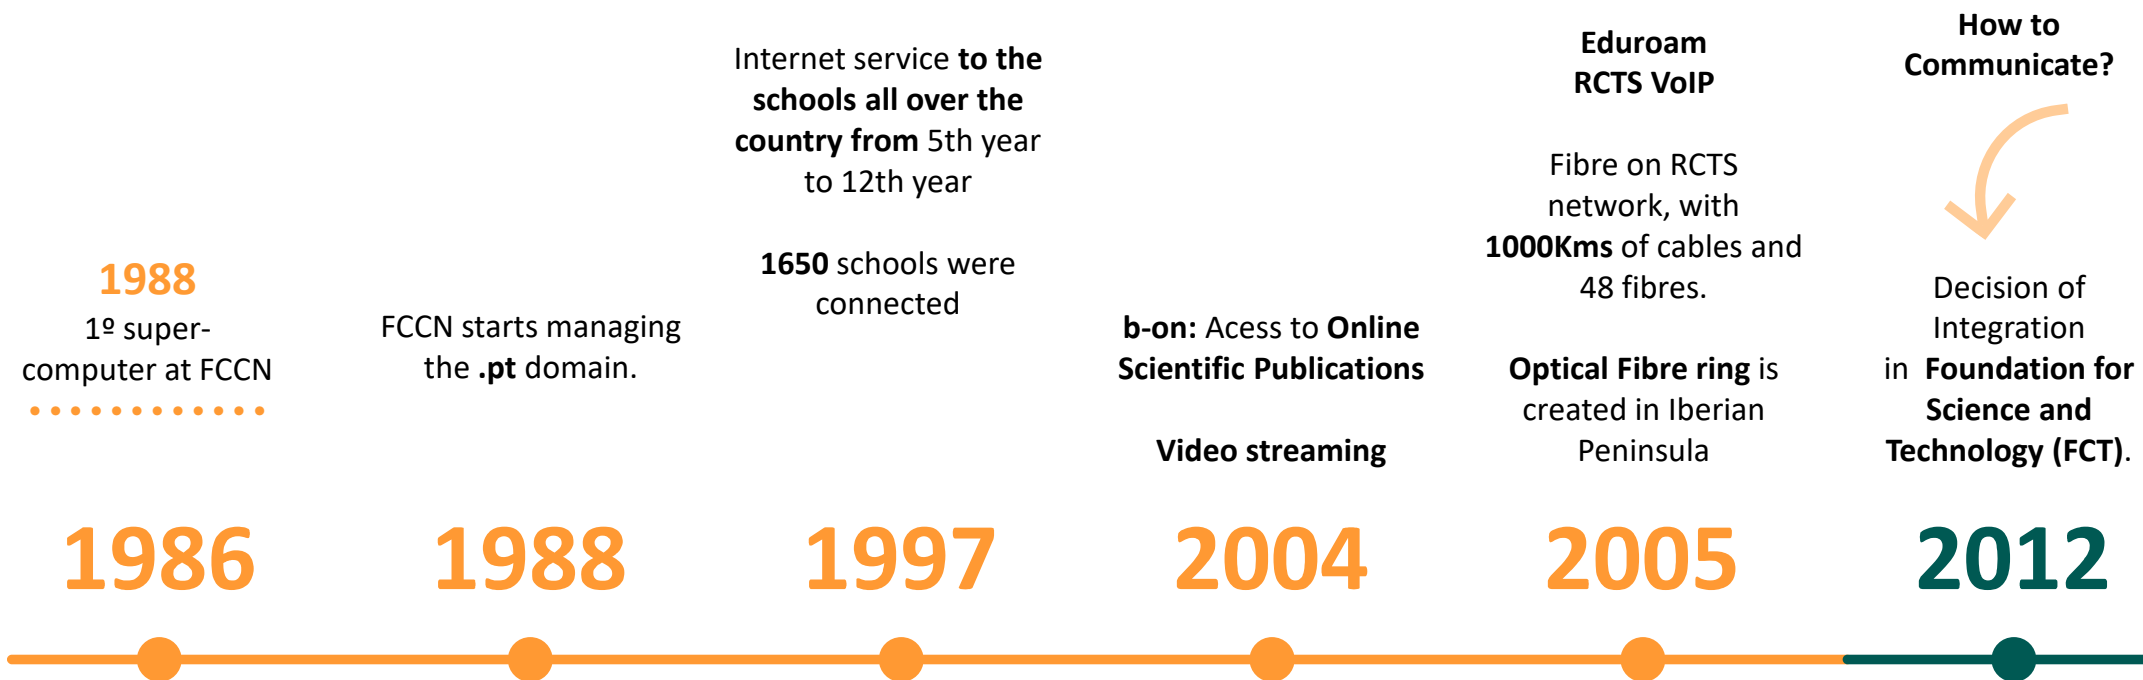 1988
1º super-
computer at FCCN
1986
FCCN starts managing
the .pt domain.
1988
Internet service to the
schools all over the
country from 5th year
to 12th year
1650 schools were
connected
1997
b-on: Acess to Online
Scientific Publications
Video streaming
2004
Eduroam
RCTS VoIP
Fibre on RCTS
network, with
1000Kms of cables and
48 fibres.
Optical Fibre ring is
created in Iberian
Peninsula
2005
How to
Communicate?
Decision of
Integration
in Foundation for
Science and
Technology (FCT).
2012